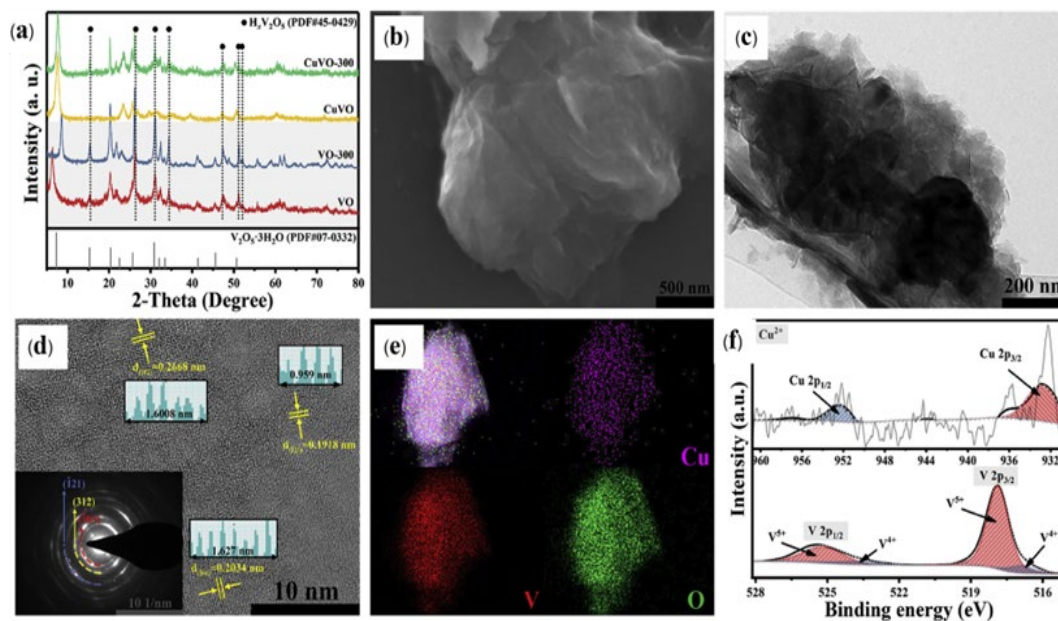 (a)
● HₓV₂O₅ (PDF#45-0429)
CuVO-300
CuVO
VO-300
VO
V₂O₅·3H₂O (PDF#07-0332)
Intensity (a. u.)
10 20 30 40 50 60 70 80
2-Theta (Degree)
(b)
500 nm
(c)
200 nm
(d)
=0.2668 nm
1.6008 nm
0.959 nm
=0.1918 nm
1.627 nm
=0.2034 nm
(1̄21)
(312)
10 1/nm
10 nm
(e)
Cu
V
O
(f)
Cu²⁺
Cu 2p₁/₂
Cu 2p₃/₂
960 956 952 948 944 940 936 932
V 2p₃/₂
V⁵⁺
V 2p₁/₂
V⁵⁺
V⁴⁺
V⁴⁺
528 525 522 519 516
Intensity (a.u.)
Binding energy (eV)